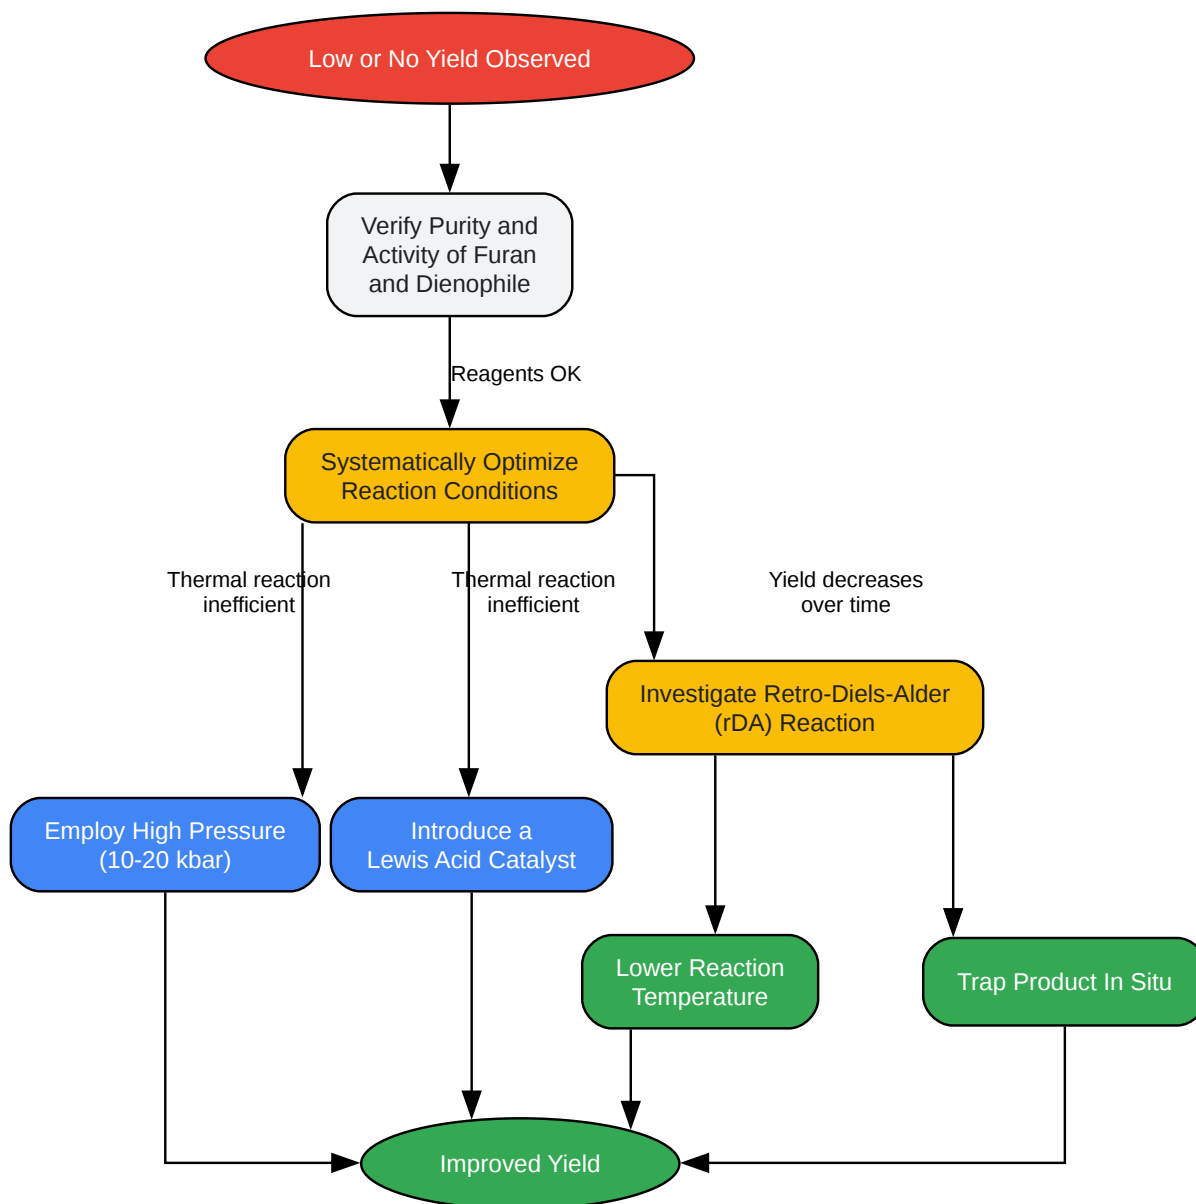 Low or No Yield Observed
Verify Purity and
Activity of Furan
and Dienophile
Reagents OK
Systematically Optimize
Reaction Conditions
Thermal reaction
inefficient
Thermal reaction
inefficient
Yield decreases
over time
Investigate Retro-Diels-Alder
(rDA) Reaction
Employ High Pressure
(10-20 kbar)
Introduce a
Lewis Acid Catalyst
Lower Reaction
Temperature
Trap Product In Situ
Improved Yield